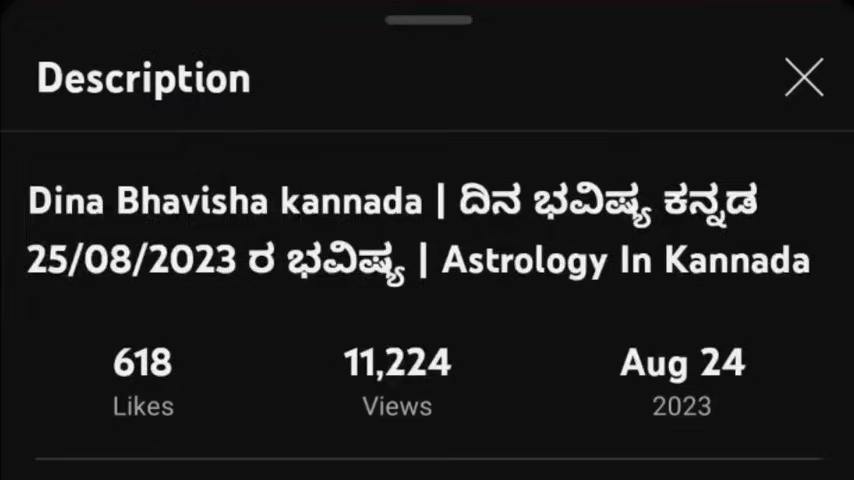 Description
Dina Bhavisha kannada | ದಿನ ಭವಿಷ್ಯ ಕನ್ನಡ
25/08/2023 ರ ಭವಿಷ್ಯ | Astrology In Kannada
618 11,224 Aug 24
Likes Views 2023